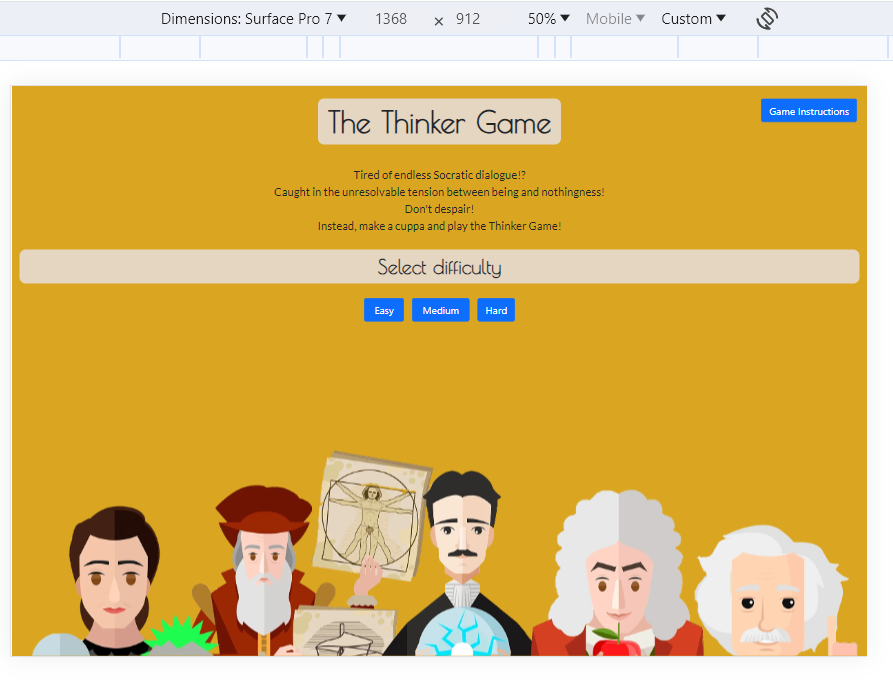 Dimensions: Surface Pro 7 1368 × 912 50% Mobile Custom
The Thinker Game
Game Instructions
Tired of endless Socratic dialogue!?
Caught in the unresolvable tension between being and nothingness!
Don't despair!
Instead, make a cuppa and play the Thinker Game!
Select difficulty
Easy Medium Hard